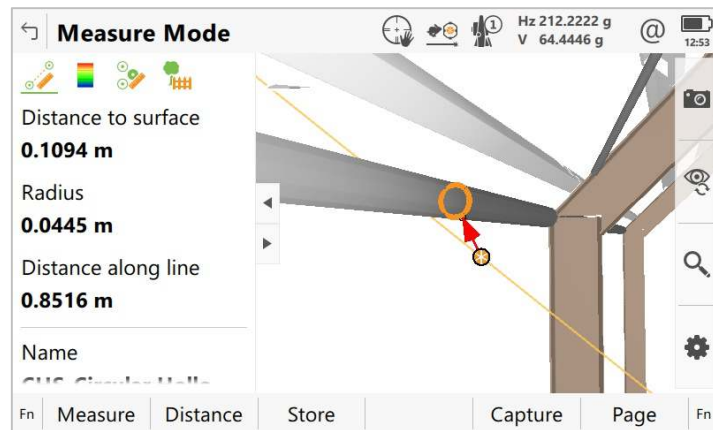 Measure Mode
1
Hz 212.2222 g
V 64.4446 g
@
12:53
Distance to surface
0.1094 m
Radius
0.0445 m
Distance along line
0.8516 m
Name
Fn Measure Distance Store Capture Page Fn